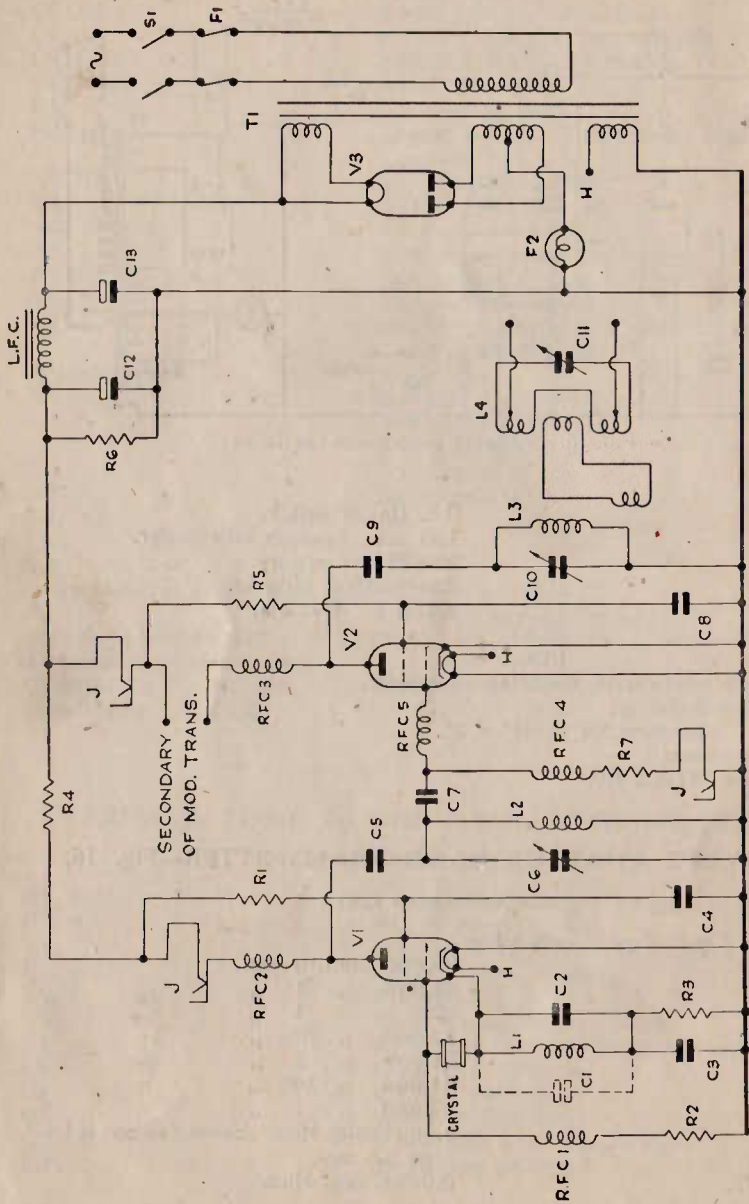 ~
S1
F1
T1
L.F.C.
C13
C12
R6
V3
F2
H
R4
J
SECONDARY
OF MOD. TRANS.
R5
RFC3
V2
C9
H
C10
L3
L4
C11
C8
J
R1
RFC2
V1
C5
C7
RFC5
RFC4
L2
R7
C6
J
H
C4
CRYSTAL
C2
L1
C1
R3
C3
RFC1
R2